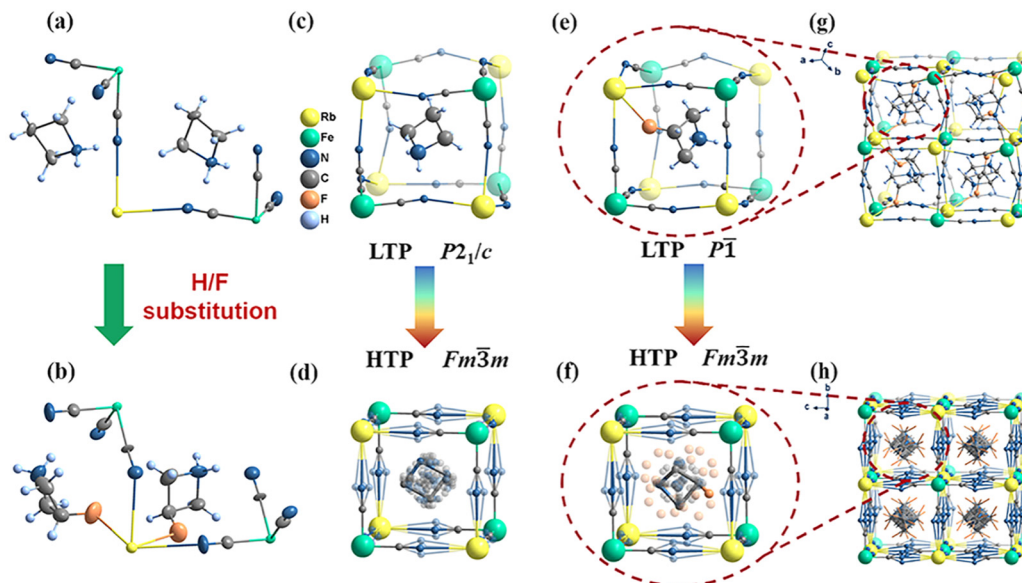 (a)
(c)
(e)
(g)
Rb
Fe
N
C
F
H
c
a
b
LTP P2₁/c
LTP P1̅
H/F
substitution
HTP Fm3̅m
HTP Fm3̅m
(b)
(d)
(f)
(h)
b
c
a